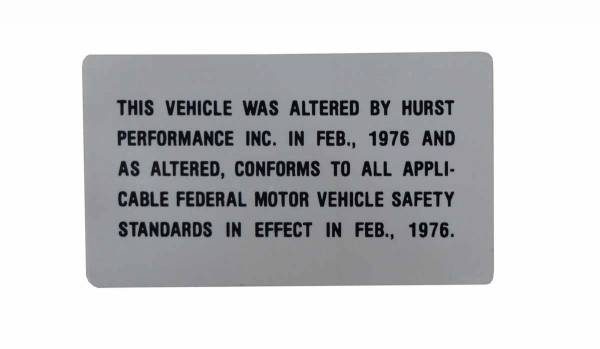 THIS VEHICLE WAS ALTERED BY HURST
PERFORMANCE INC. IN FEB., 1976 AND
AS ALTERED, CONFORMS TO ALL APPLI-
CABLE FEDERAL MOTOR VEHICLE SAFETY
STANDARDS IN EFFECT IN FEB., 1976.